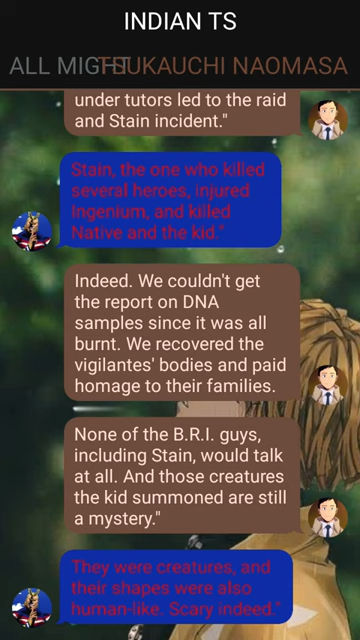 INDIAN TS
ALL MIGHT
TSUKAUCHI NAOMASA
under tutors led to the raid
and Stain incident."
Stain, the one who killed
several heroes, injured
Ingenium, and killed
Native and the kid."
Indeed. We couldn't get
the report on DNA
samples since it was all
burnt. We recovered the
vigilantes' bodies and paid
homage to their families.
None of the B.R.I. guys,
including Stain, would talk
at all. And those creatures
the kid summoned are still
a mystery."
They were creatures, and
their shapes were also
human-like. Scary indeed."